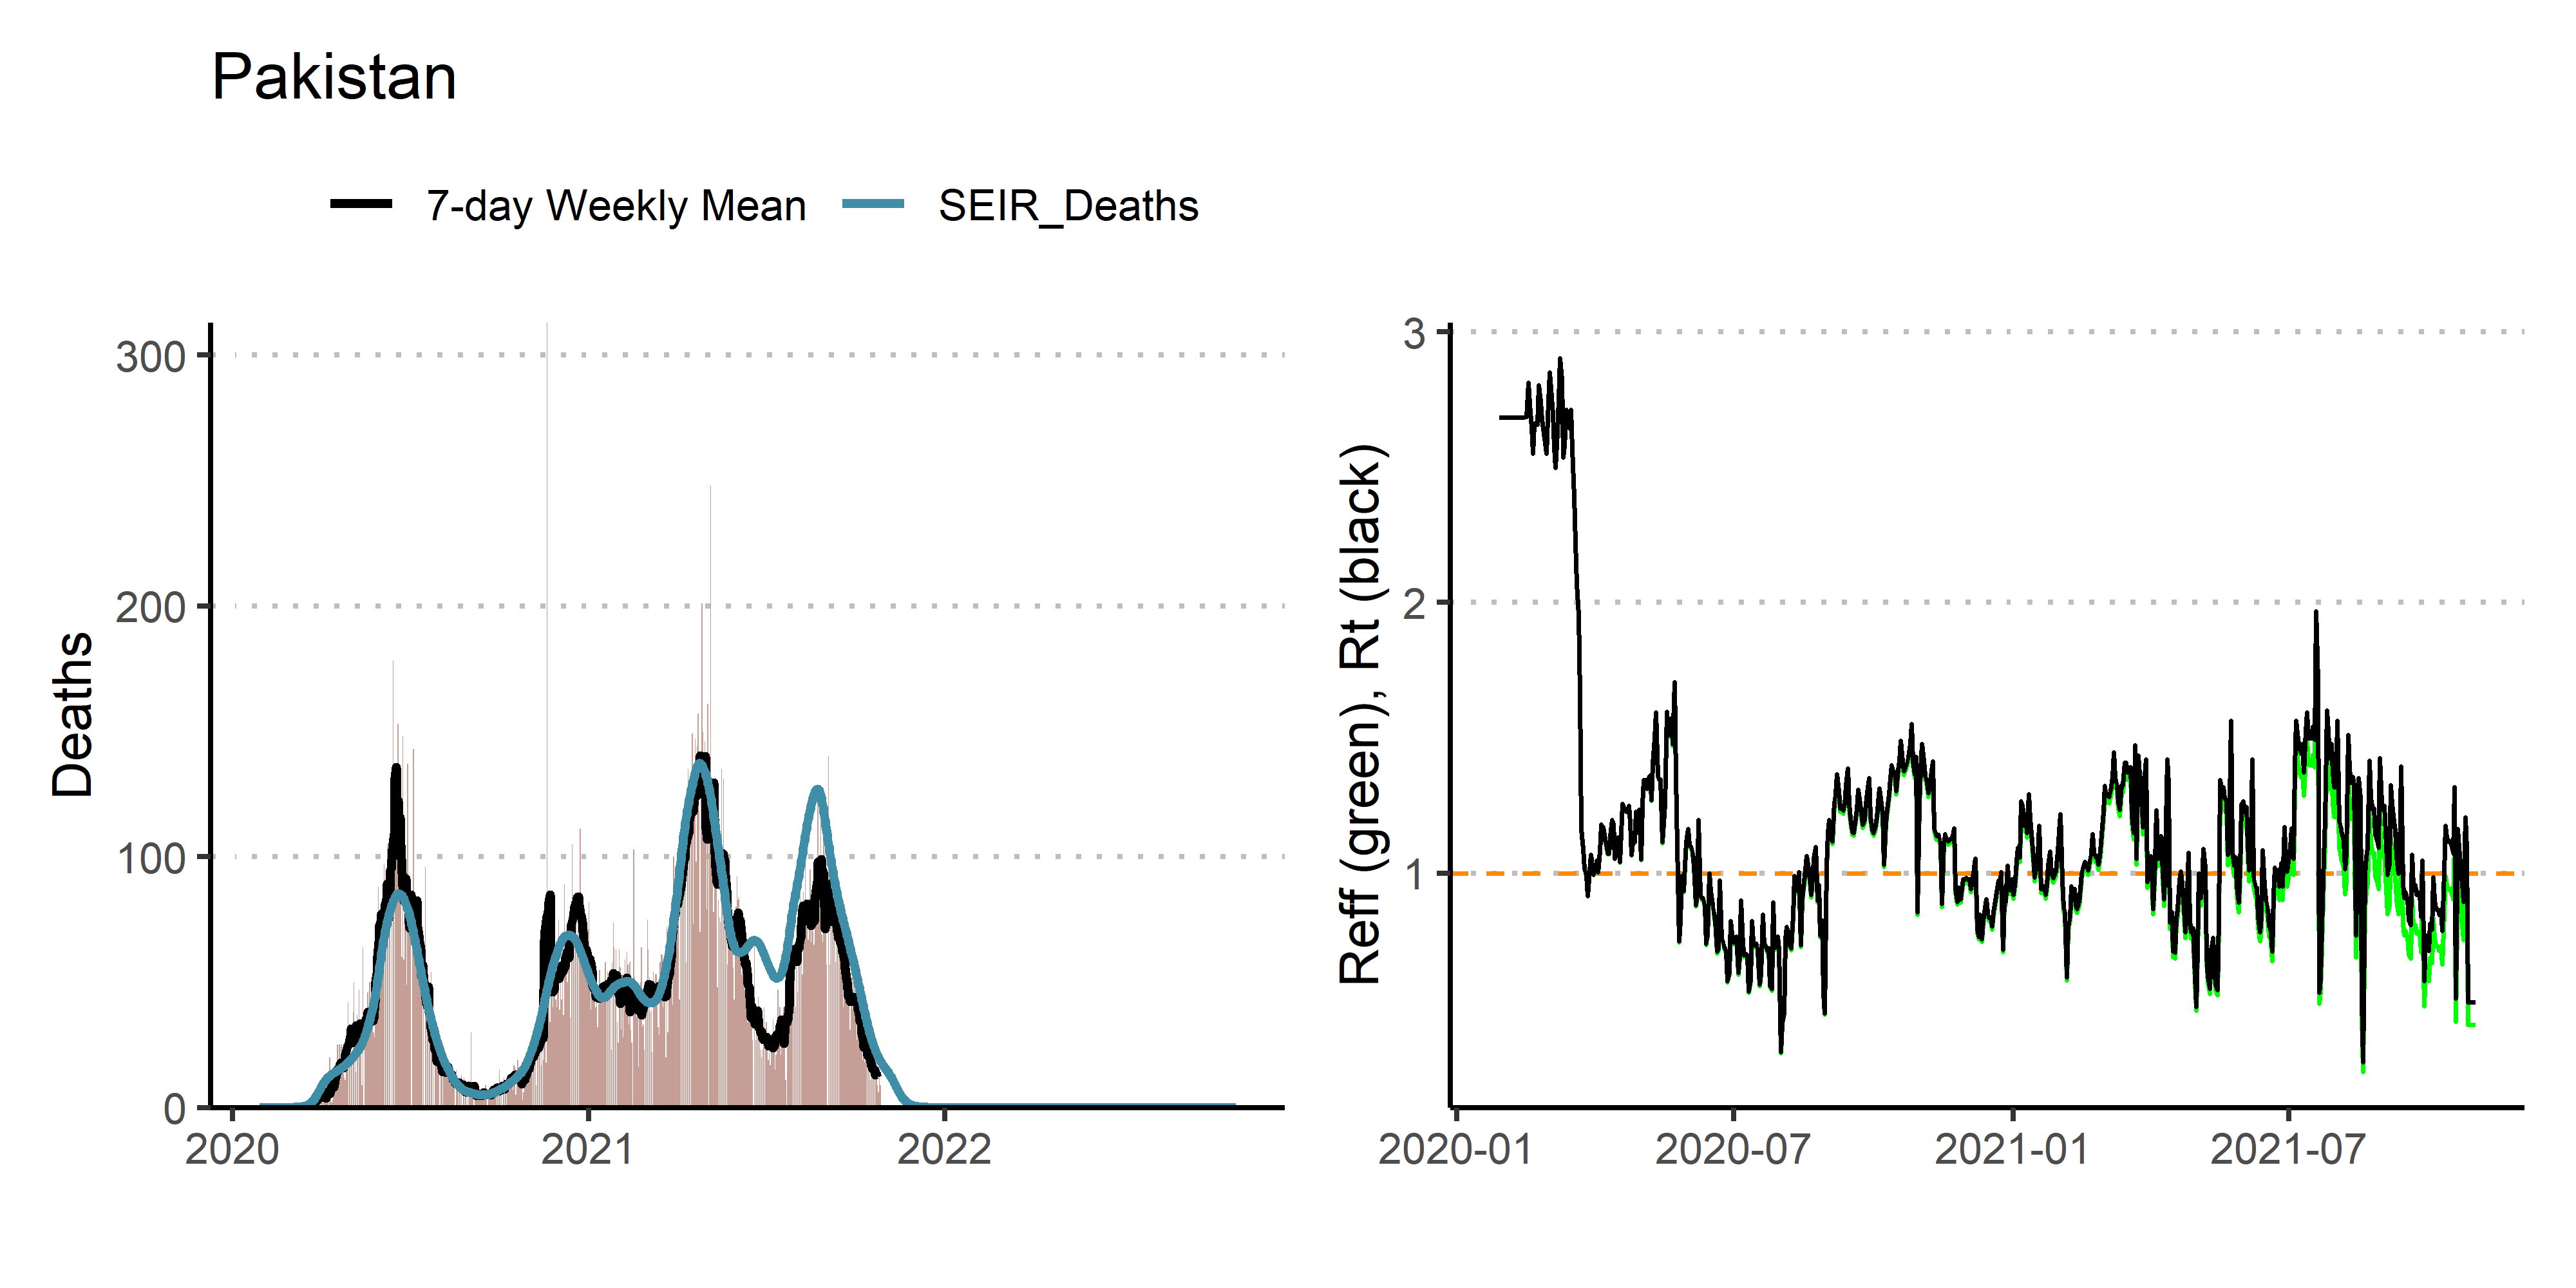 Pakistan
7-day Weekly Mean SEIR_Deaths
Deaths
300
200
100
0
2020 2021 2022
Reff (green), Rt (black)
3
2
1
2020-01 2020-07 2021-01 2021-07